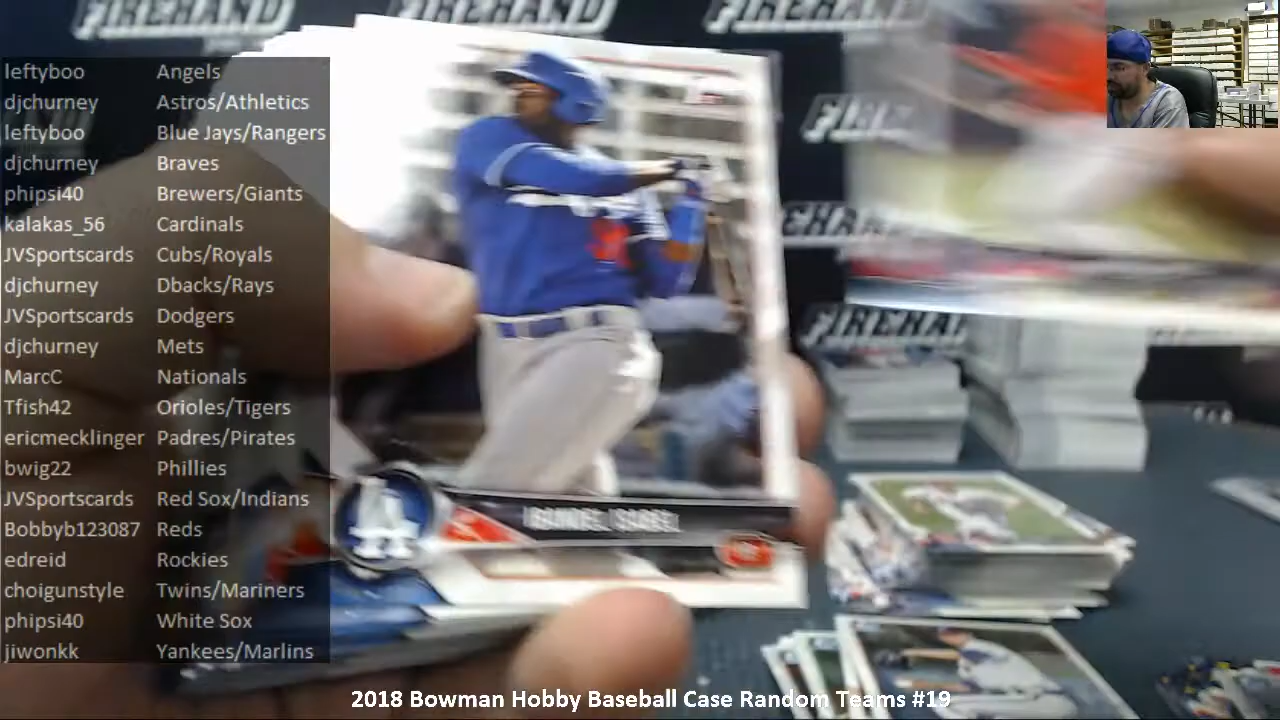 FIREHAND FIREHAND FIREHAND
leftyboo Angels
djchurney Astros/Athletics
leftyboo Blue Jays/Rangers
djchurney Braves
phipsi40 Brewers/Giants
kalakas_56 Cardinals
JVSportscards Cubs/Royals
djchurney Dbacks/Rays
JVSportscards Dodgers
djchurney Mets
MarcC Nationals
Tfish42 Orioles/Tigers
ericmecklinger Padres/Pirates
bwig22 Phillies
JVSportscards Red Sox/Indians
Bobbyb123087 Reds
edreid Rockies
choigunstyle Twins/Mariners
phipsi40 White Sox
jiwonkk Yankees/Marlins
LA
2018 Bowman Hobby Baseball Case Random Teams #19